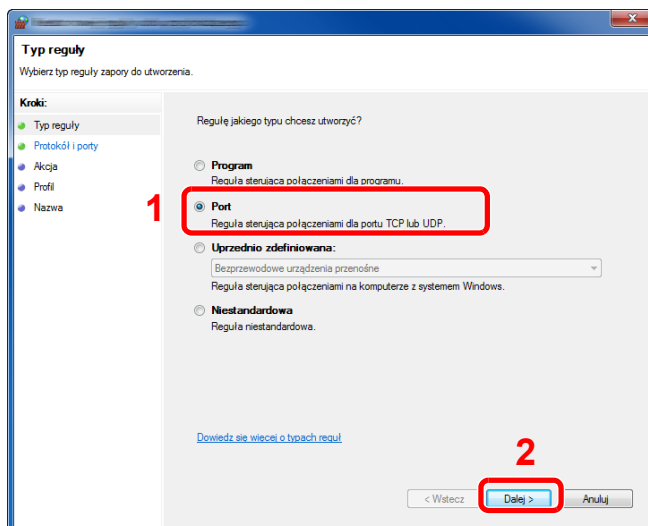 Typ reguły
Wybierz typ reguły zapory do utworzenia.
Kroki:
Typ reguły
Protokół i porty
Akcja
Profil
Nazwa
Regułę jakiego typu chcesz utworzyć?
Program
Reguła sterująca połączeniami dla programu.
1
Port
Reguła sterująca połączeniami dla portu TCP lub UDP.
Uprzednio zdefiniowana:
Bezprzewodowe urządzenia przenośne
Reguła sterująca połączeniami na komputerze z systemem Windows.
Niestandardowa
Reguła niestandardowa.
Dowiedz się więcej o typach reguł
2
< Wstecz Dalej > Anuluj